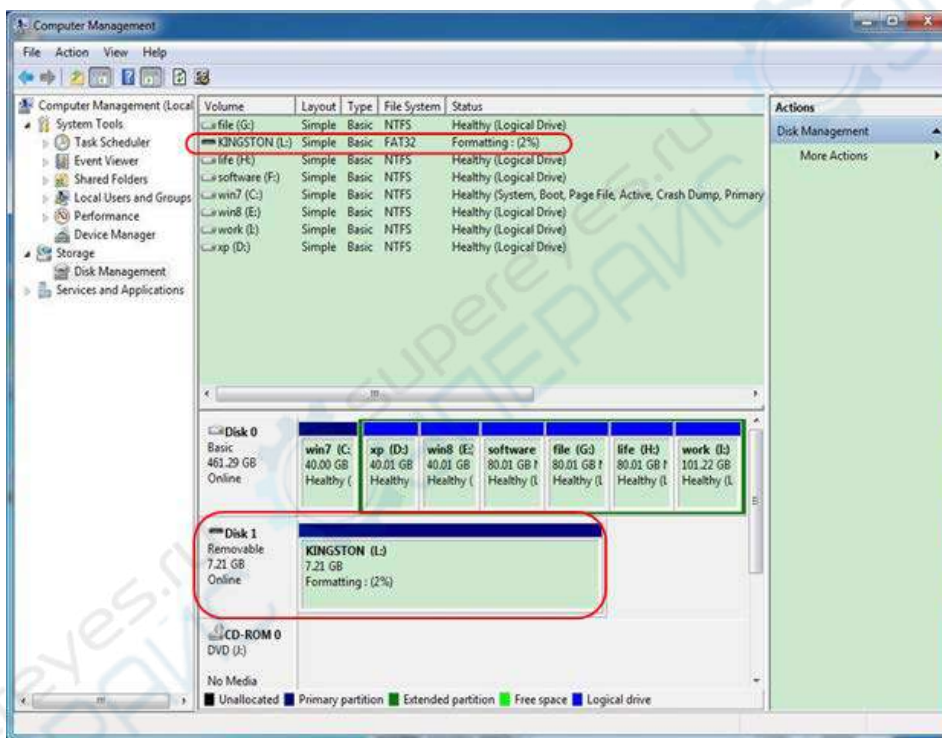 Computer Management
File Action View Help
Computer Management (Local
System Tools
Task Scheduler
Event Viewer
Shared Folders
Local Users and Groups
Performance
Device Manager
Storage
Disk Management
Services and Applications
Volume Layout Type File System Status
file (G:) Simple Basic NTFS Healthy (Logical Drive)
KINGSTON (L:) Simple Basic FAT32 Formatting : (2%)
life (H:) Simple Basic NTFS Healthy (Logical Drive)
software (F:) Simple Basic NTFS Healthy (Logical Drive)
win7 (C:) Simple Basic NTFS Healthy (System, Boot, Page File, Active, Crash Dump, Primary
win8 (E:) Simple Basic NTFS Healthy (Logical Drive)
work (I:) Simple Basic NTFS Healthy (Logical Drive)
xp (D:) Simple Basic NTFS Healthy (Logical Drive)
Actions
Disk Management
More Actions
Disk 0
Basic
461.29 GB
Online
win7 (C: xp (D:) win8 (E: software file (G:) life (H:) work (I:)
40.00 GB 40.01 GB 40.01 GB 80.01 GB 80.01 GB 80.01 GB 101.22 GB
Healthy ( Healthy Healthy ( Healthy (L Healthy (L Healthy (L Healthy (L
Disk 1
Removable
7.21 GB
Online
KINGSTON (L:)
7.21 GB
Formatting : (2%)
CD-ROM 0
DVD (J:)
No Media
Unallocated Primary partition Extended partition Free space Logical drive
supereyes.ru
СУПЕРАЙС